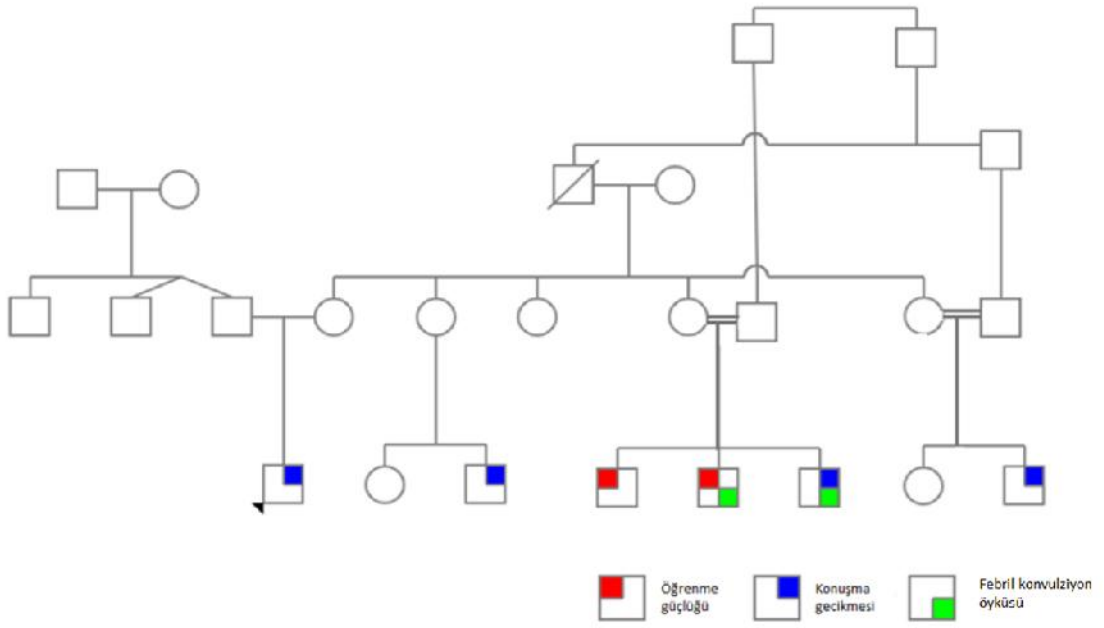 Öğrenme
güçlüğü
Konuşma
gecikmesi
Febril konvulziyon
öyküsü